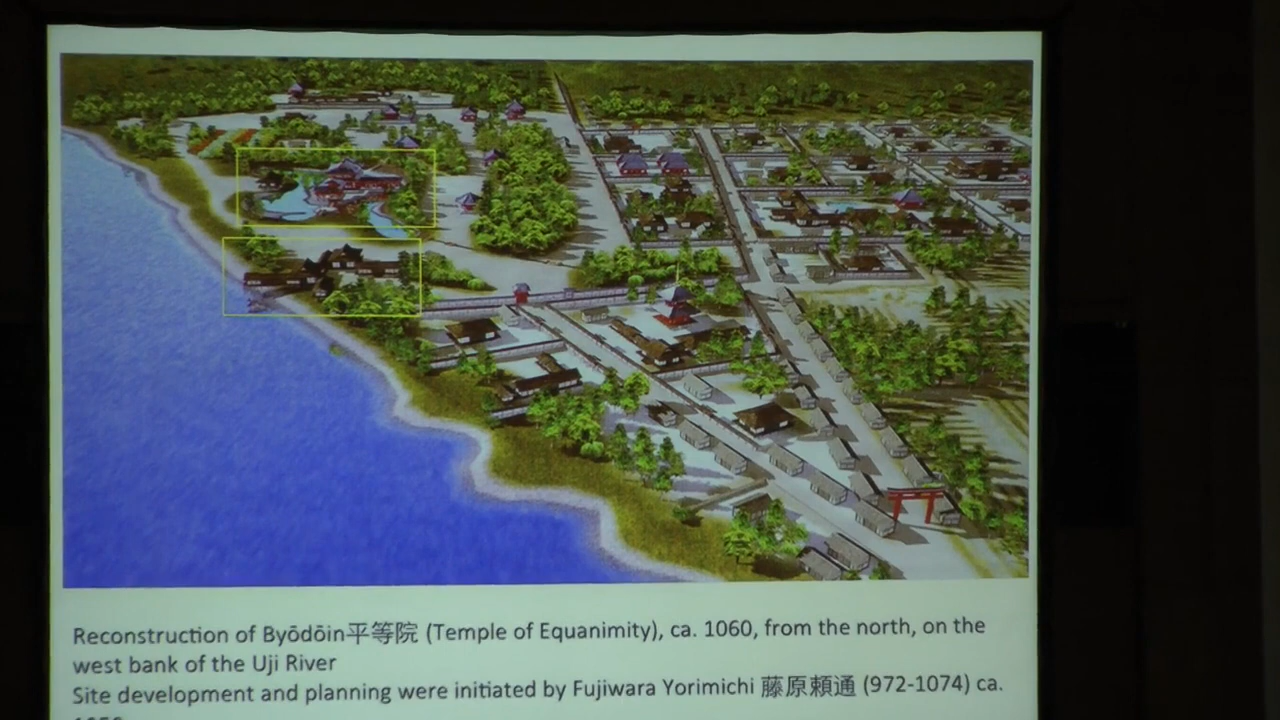 Reconstruction of Byōdōin平等院 (Temple of Equanimity), ca. 1060, from the north, on the
west bank of the Uji River
Site development and planning were initiated by Fujiwara Yorimichi 藤原頼通 (972-1074) ca.